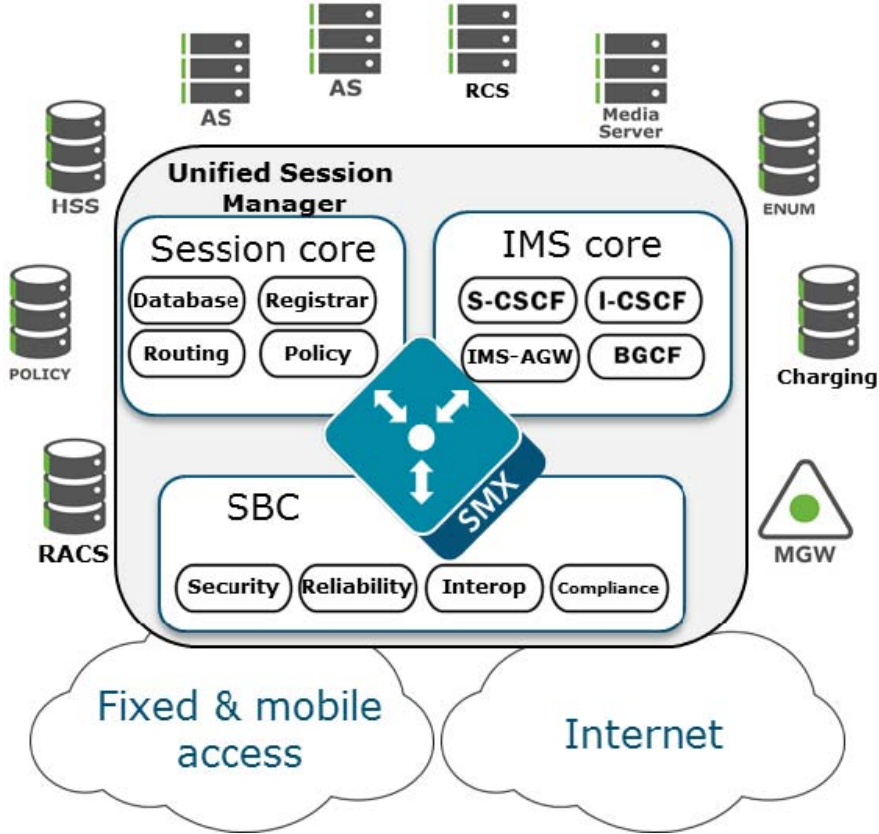 AS
AS
RCS
Media
Server
HSS
ENUM
Unified Session
Manager
Session core
IMS core
Database
Registrar
S-CSCF
I-CSCF
Routing
Policy
IMS-AGW
BGCF
POLICY
Charging
SMX
SBC
RACS
MGW
Security
Reliability
Interop
Compliance
Fixed & mobile
access
Internet